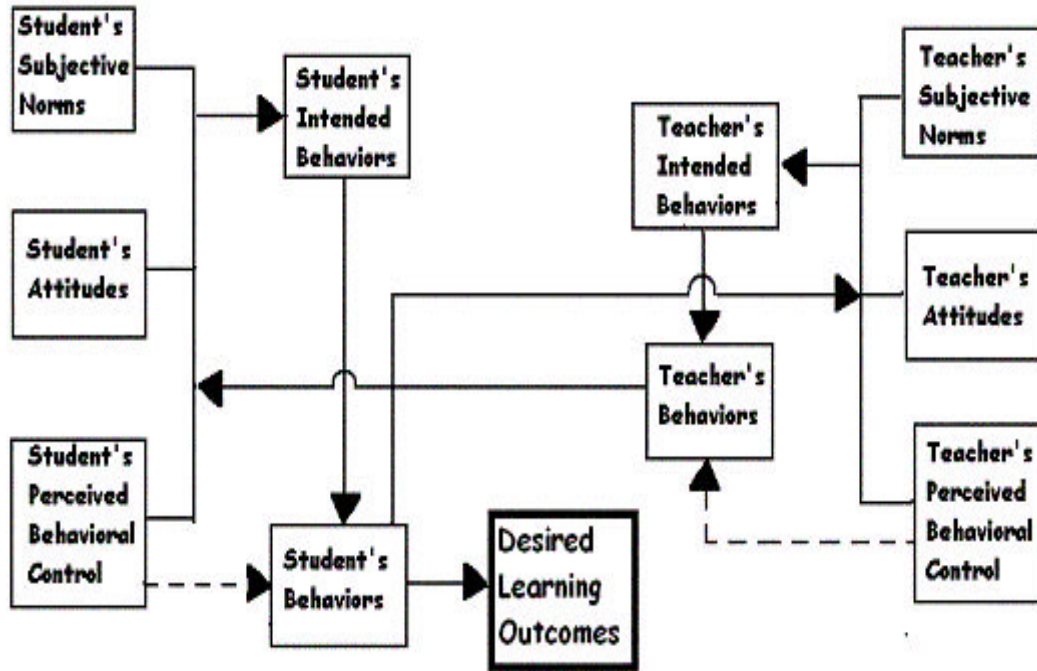 Student's
Subjective
Norms
Student's
Intended
Behaviors
Teacher's
Subjective
Norms
Teacher's
Intended
Behaviors
Student's
Attitudes
Teacher's
Attitudes
Teacher's
Behaviors
Student's
Perceived
Behavioral
Control
Teacher's
Perceived
Behavioral
Control
Student's
Behaviors
Desired
Learning
Outcomes